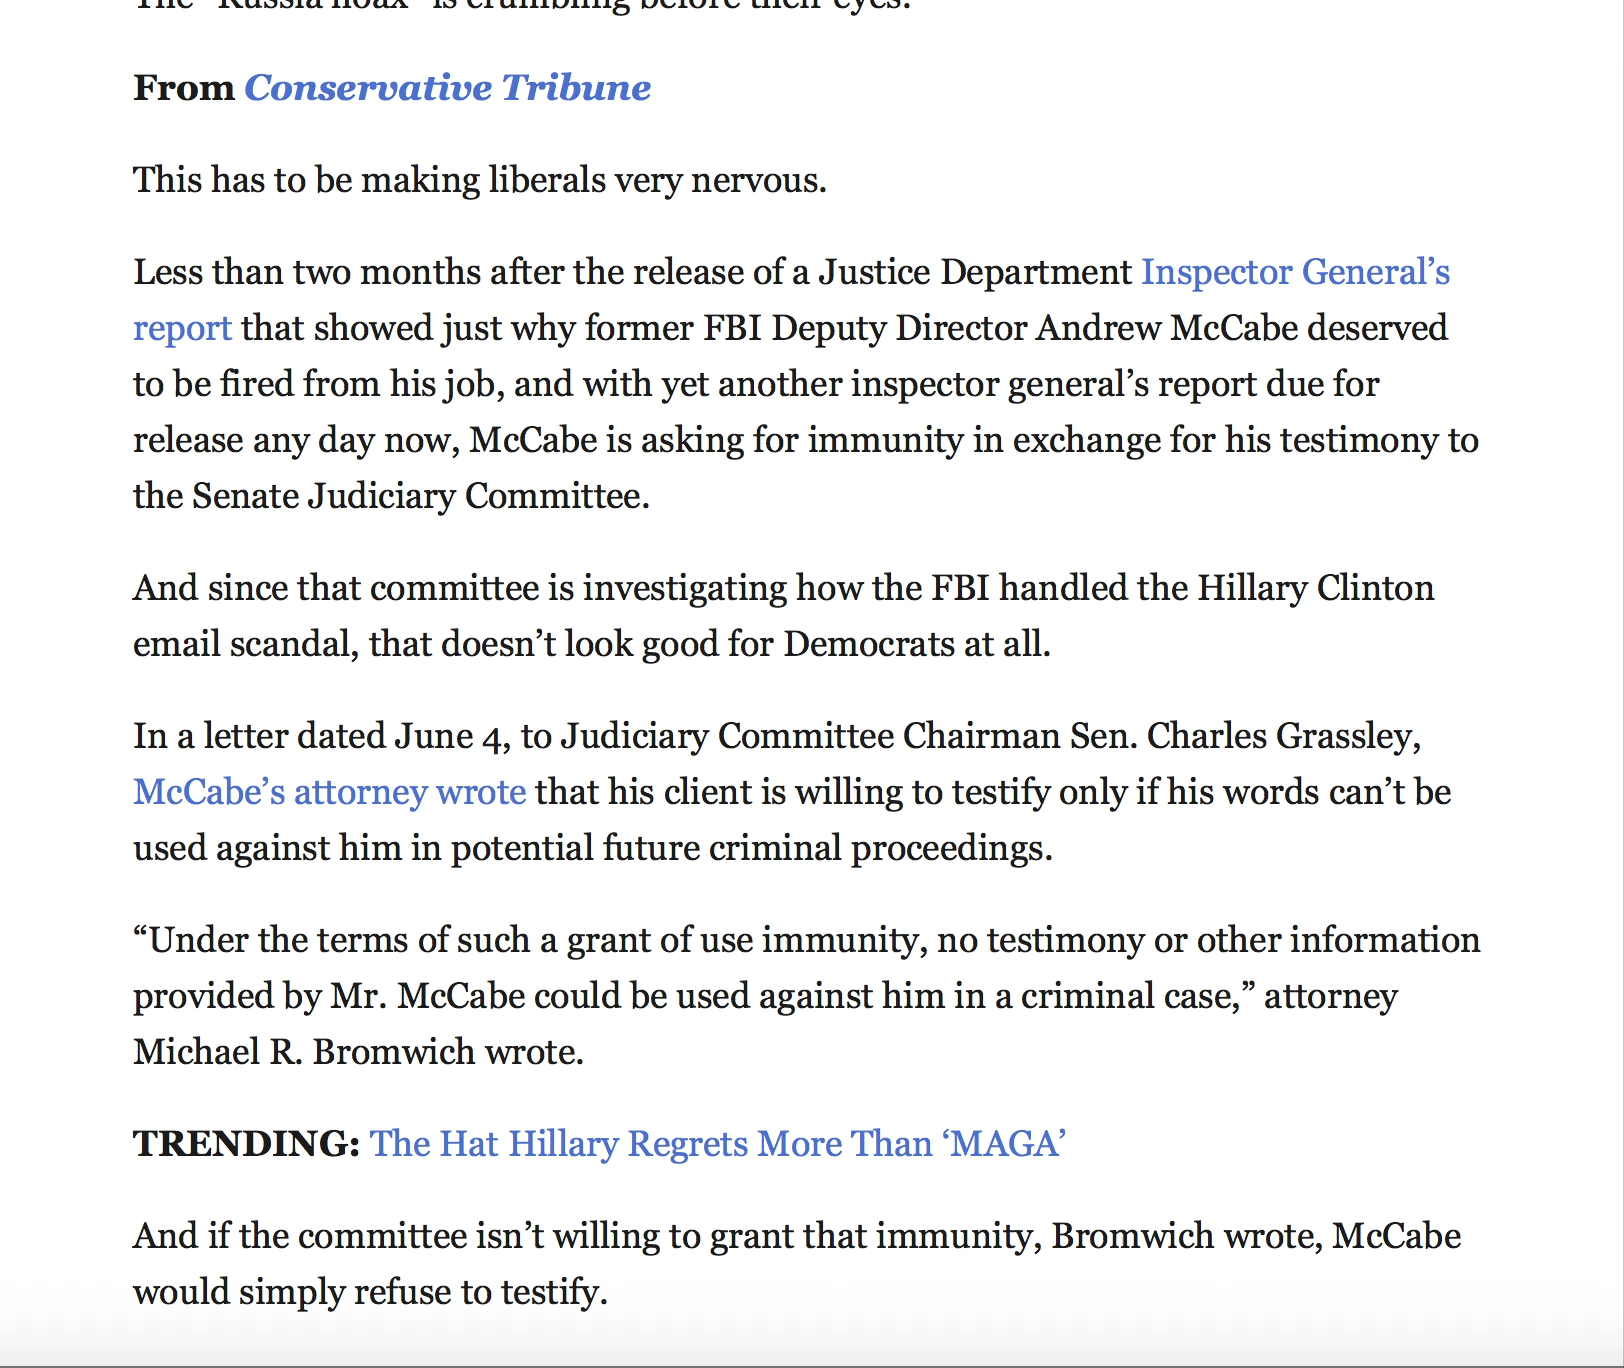 The "Russia hoax" is crumbling before their eyes.
From Conservative Tribune
This has to be making liberals very nervous.
Less than two months after the release of a Justice Department Inspector General’s
report that showed just why former FBI Deputy Director Andrew McCabe deserved
to be fired from his job, and with yet another inspector general’s report due for
release any day now, McCabe is asking for immunity in exchange for his testimony to
the Senate Judiciary Committee.
And since that committee is investigating how the FBI handled the Hillary Clinton
email scandal, that doesn’t look good for Democrats at all.
In a letter dated June 4, to Judiciary Committee Chairman Sen. Charles Grassley,
McCabe’s attorney wrote that his client is willing to testify only if his words can’t be
used against him in potential future criminal proceedings.
“Under the terms of such a grant of use immunity, no testimony or other information
provided by Mr. McCabe could be used against him in a criminal case,” attorney
Michael R. Bromwich wrote.
TRENDING: The Hat Hillary Regrets More Than ‘MAGA’
And if the committee isn’t willing to grant that immunity, Bromwich wrote, McCabe
would simply refuse to testify.